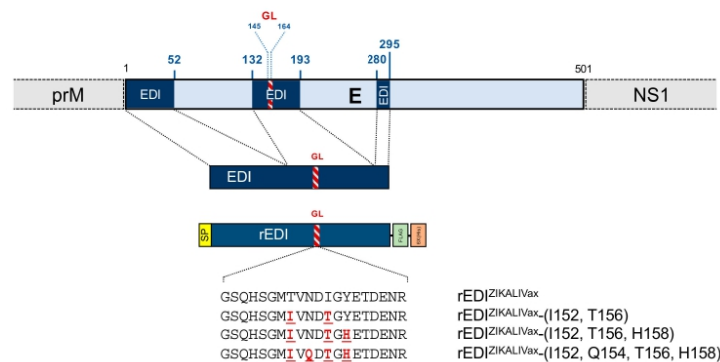 GL
145 164
1 52 132 193 280 295 501
prM EDI EDI E EDI NS1
GL
EDI
GL
SP rEDI FLAG
GSQHSGMTVNDIGYETDENR rEDIZIKALIVax
GSQHSGMIVNDTGYETDENR rEDIZIKALIVax-(I152, T156)
GSQHSGMIVNDTGHETDENR rEDIZIKALIVax-(I152, T156, H158)
GSQHSGMIVQDTGHETDENR rEDIZIKALIVax-(I152, Q154, T156, H158)